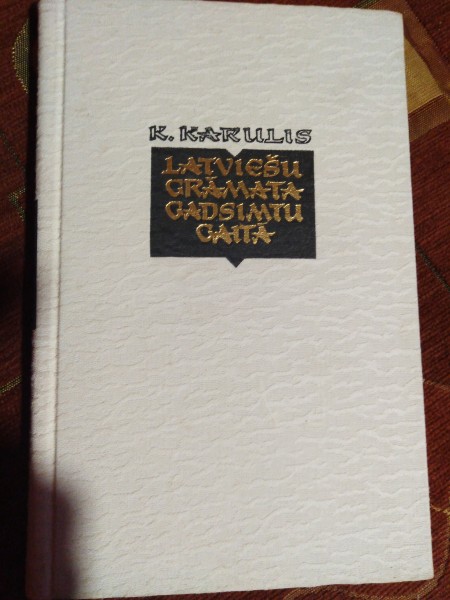 K. KARULIS
LATVIEŠU
GRĀMATA
GADSIMTU
GAITĀ